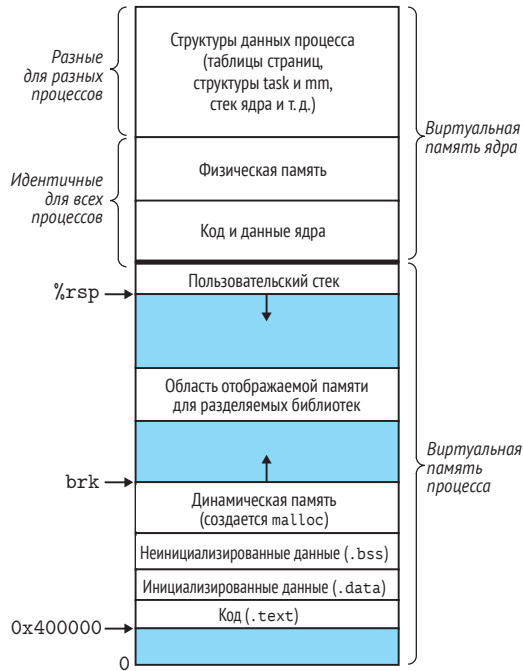 Разные
для разных
процессов
Структуры данных процесса
(таблицы страниц,
структуры task и mm,
стек ядра и т. д.)
Виртуальная
память ядра
Идентичные
для всех
процессов
Физическая память
Код и данные ядра
Пользовательский стек
%rsp
Область отображаемой памяти
для разделяемых библиотек
Виртуальная
память
процесса
brk
Динамическая память
(создается malloc)
Неинициализированные данные (.bss)
Инициализированные данные (.data)
Код (.text)
0x400000
0